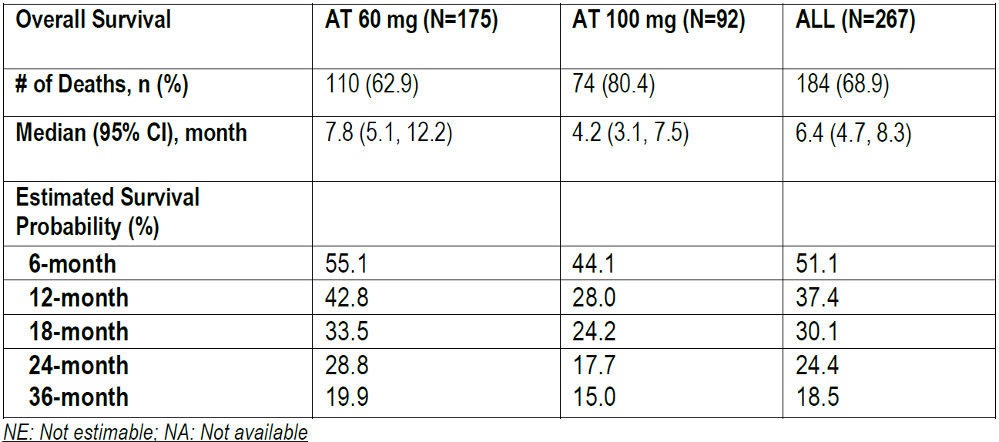 Overall Survival AT 60 mg (N=175) AT 100 mg (N=92) ALL (N=267)
# of Deaths, n (%) 110 (62.9) 74 (80.4) 184 (68.9)
Median (95% CI), month 7.8 (5.1, 12.2) 4.2 (3.1, 7.5) 6.4 (4.7, 8.3)
Estimated Survival
Probability (%)
6-month 55.1 44.1 51.1
12-month 42.8 28.0 37.4
18-month 33.5 24.2 30.1
24-month 28.8 17.7 24.4
36-month 19.9 15.0 18.5
NE: Not estimable; NA: Not available